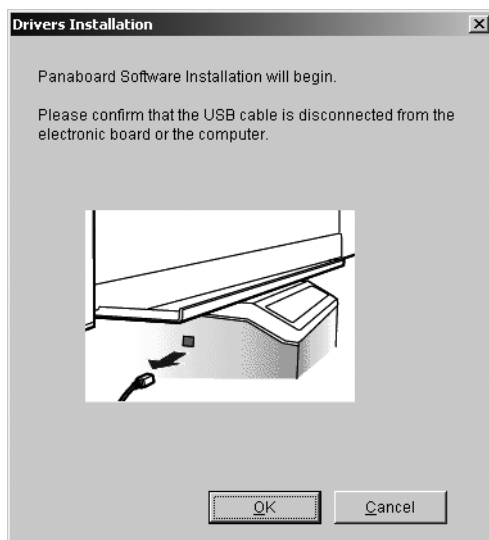 Drivers Installation
Panaboard Software Installation will begin.
Please confirm that the USB cable is disconnected from the
electronic board or the computer.
OK
Cancel